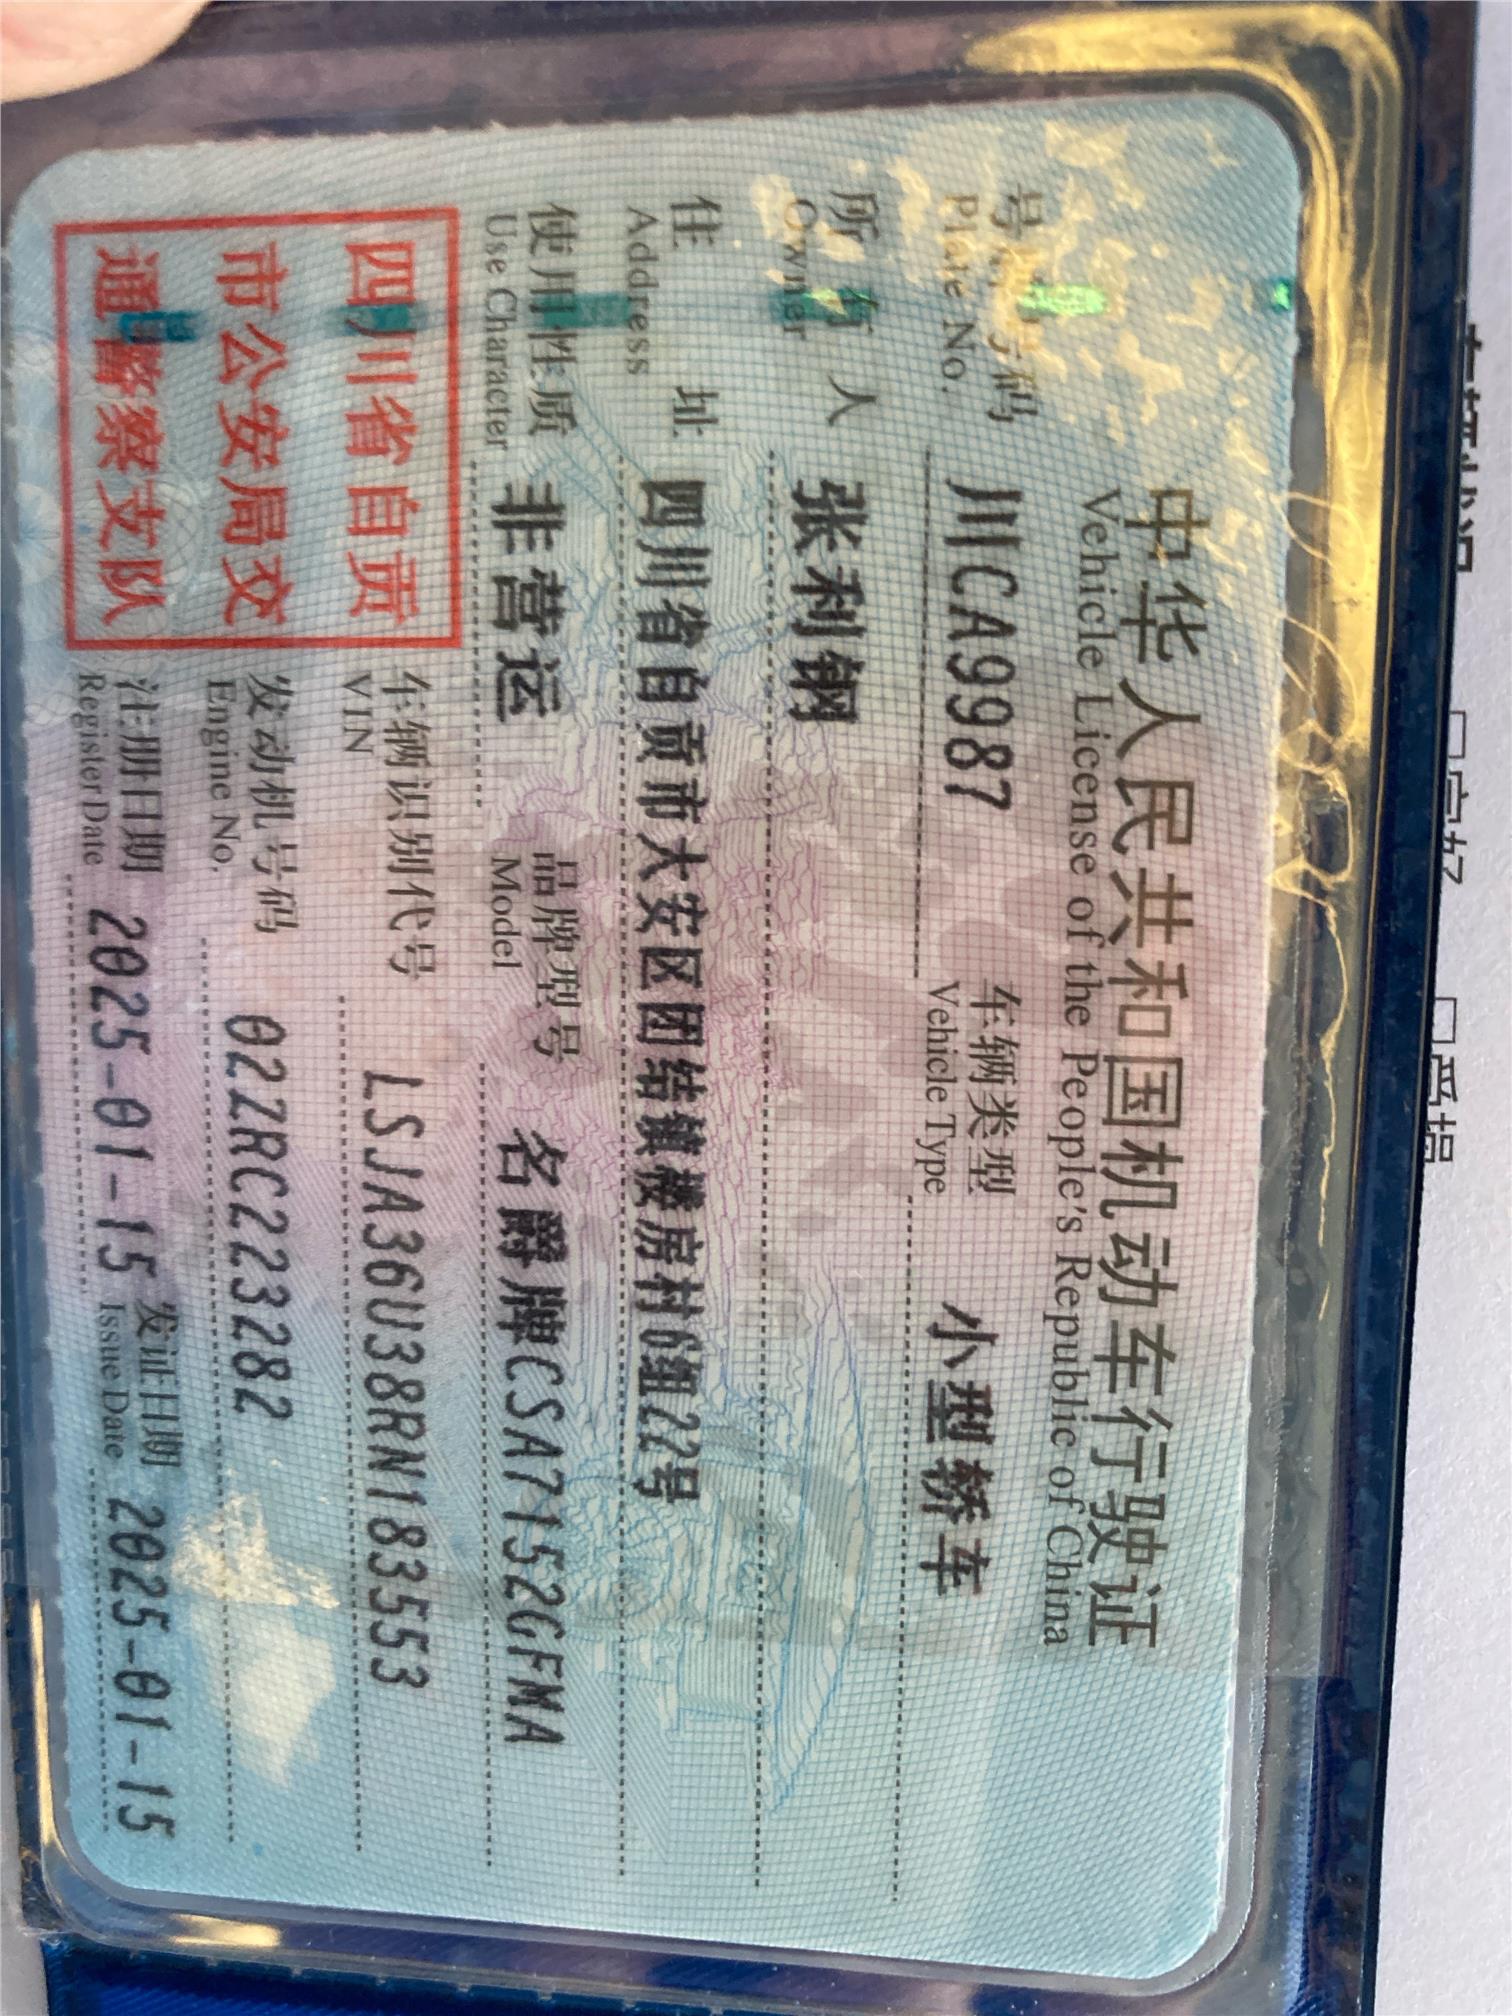 中华人民共和国机动车行驶证
Vehicle License of the People's Republic of China
号牌号码 川CA9987 车辆类型 小型轿车
Plate No. Vehicle Type
所有人 张利钢
Owner
住址 四川省自贡市大安区团结镇楼房村6组22号
Address
使用性质 非营运 品牌型号 名爵牌CSA7152GFMA
Use Character Model
四川省自贡
市公安局交
通警察支队
车辆识别代号 LSJA36U38RN183553
VIN
发动机号码 02ZRC223282
Engine No.
注册日期 2025-01-15 发证日期 2025-01-15
Register Date Issue Date